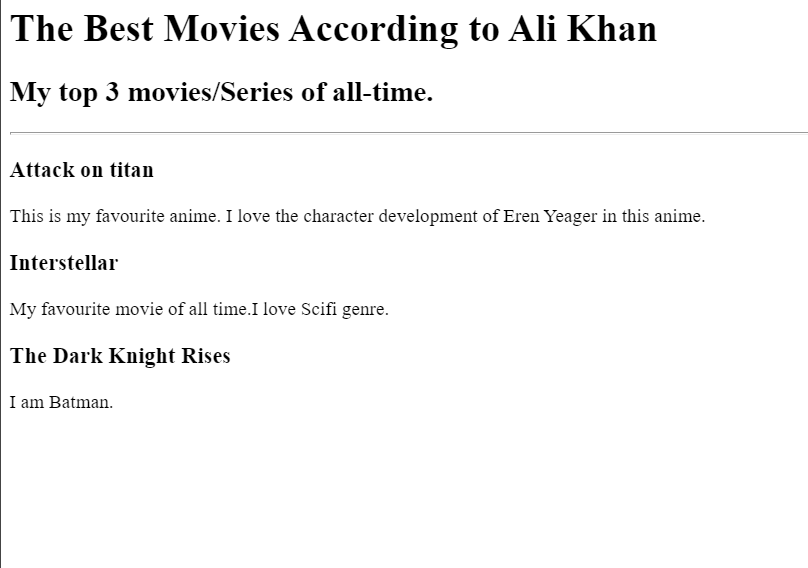 The Best Movies According to Ali Khan
My top 3 movies/Series of all-time.
Attack on titan
This is my favourite anime. I love the character development of Eren Yeager in this anime.
Interstellar
My favourite movie of all time.I love Scifi genre.
The Dark Knight Rises
I am Batman.